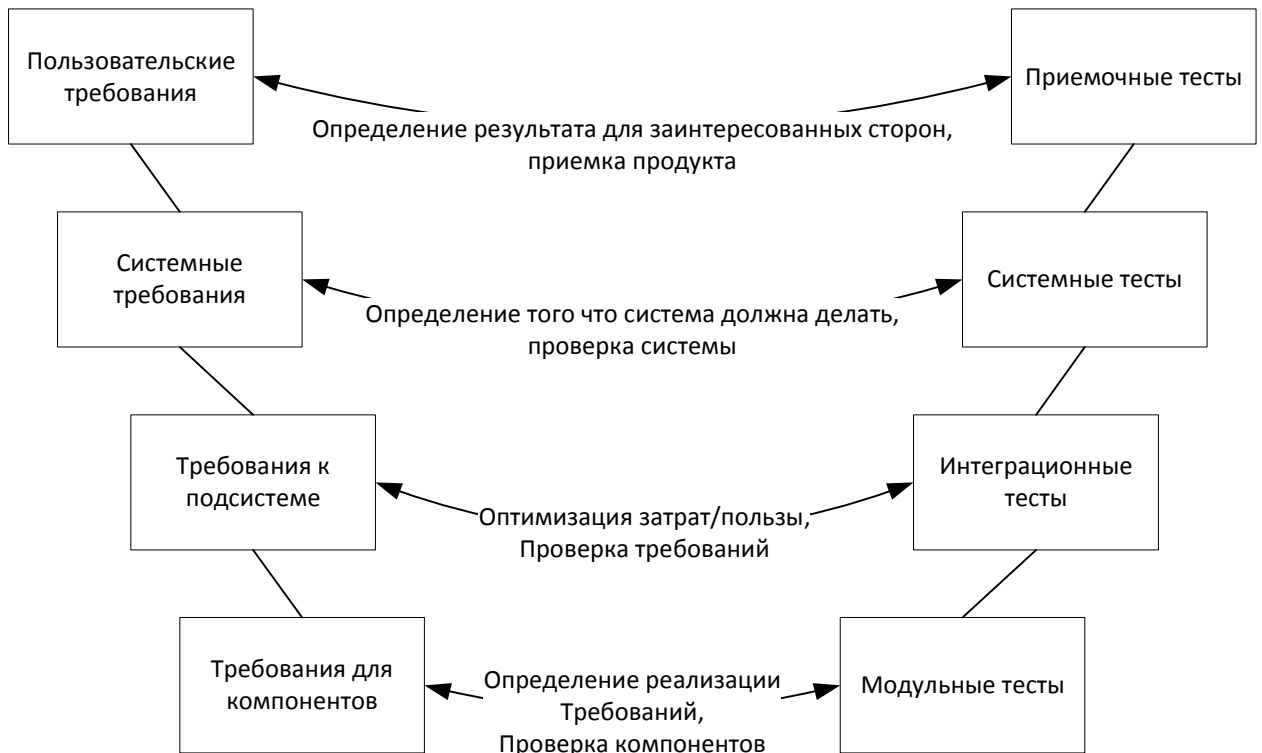 Пользовательские
требования
Приемочные тесты
Определение результата для заинтересованных сторон,
приемка продукта
Системные
требования
Системные тесты
Определение того что система должна делать,
проверка системы
Требования к
подсистеме
Интеграционные
тесты
Оптимизация затрат/пользы,
Проверка требований
Требования для
компонентов
Определение реализации
Требований,
Проверка компонентов
Модульные тесты